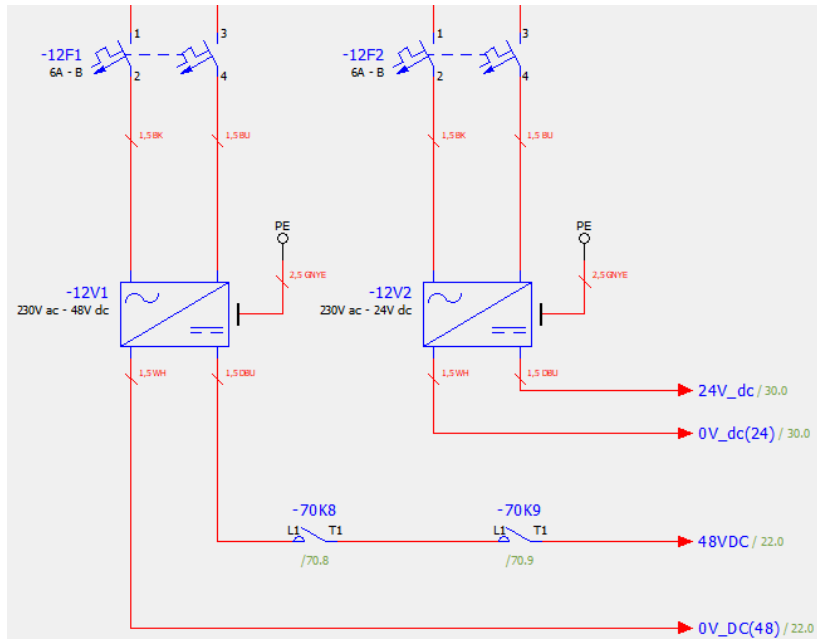 1 3 1 3
-12F1 -12F2
6A - B 2 4 6A - B 2 4
1,5 BK 1,5 BU 1,5 BK 1,5 BU
PE PE
2,5 GNYE 2,5 GNYE
-12V1 -12V2
230V ac - 48V dc 230V ac - 24V dc
1,5 WH 1,5 DBU 1,5 WH 1,5 DBU
24V_dc / 30.0
0V_dc(24) / 30.0
-70K8 -70K9
L1 T1 L1 T1
48VDC / 22.0
/70.8 /70.9
0V_DC(48) / 22.0